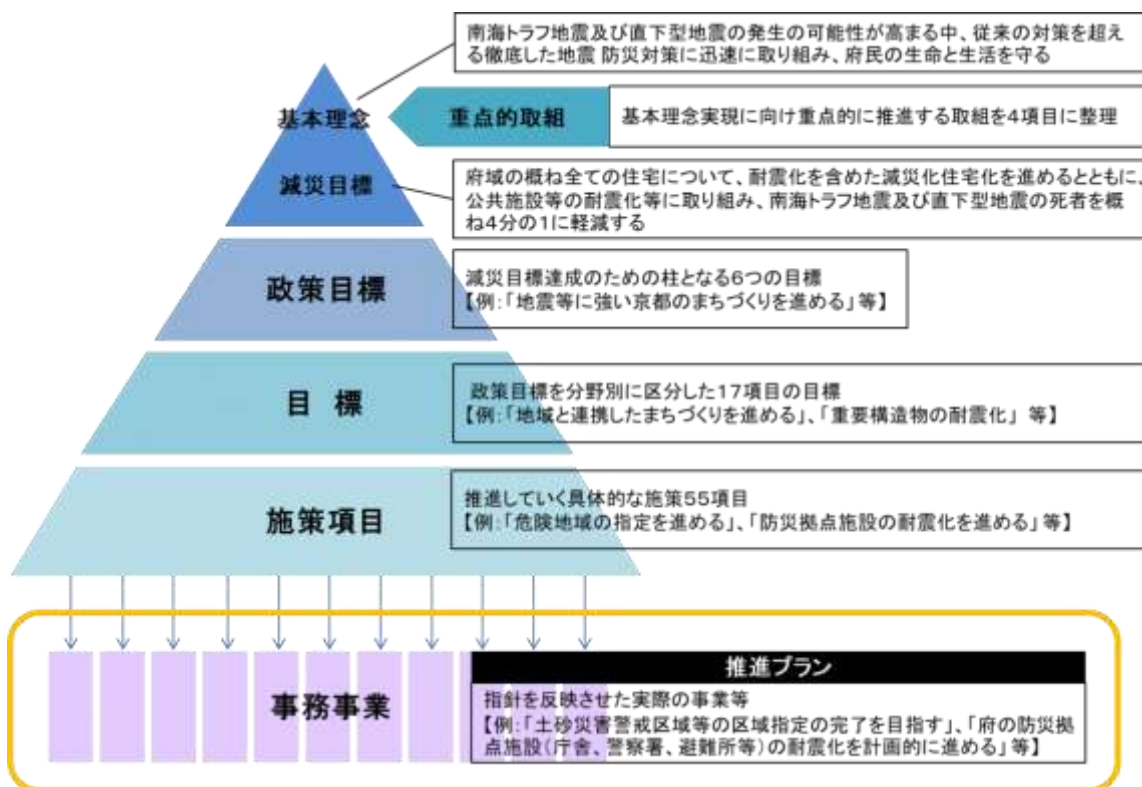 南海トラフ地震及び直下型地震の発生の可能性が高まる中、従来の対策を超え
る徹底した地震 防災対策に迅速に取り組み、府民の生命と生活を守る
基本理念
重点的取組
基本理念実現に向け重点的に推進する取組を4項目に整理
減災目標
府域の概ね全ての住宅について、耐震化を含めた減災化住宅化を進めるとともに、
公共施設等の耐震化等に取り組み、南海トラフ地震及び直下型地震の死者を概
ね4分の1に軽減する
政策目標
減災目標達成のための柱となる6つの目標
【例：「地震等に強い京都のまちづくりを進める」等】
目 標
政策目標を分野別に区分した17項目の目標
【例：「地域と連携したまちづくりを進める」、「重要構造物の耐震化」 等】
施策項目
推進していく具体的な施策55項目
【例：「危険地域の指定を進める」、「防災拠点施設の耐震化を進める」等】
事務事業
推進プラン
指針を反映させた実際の事業等
【例：「土砂災害警戒区域等の区域指定の完了を目指す」、「府の防災拠
点施設（庁舎、警察署、避難所等）の耐震化を計画的に進める」等】